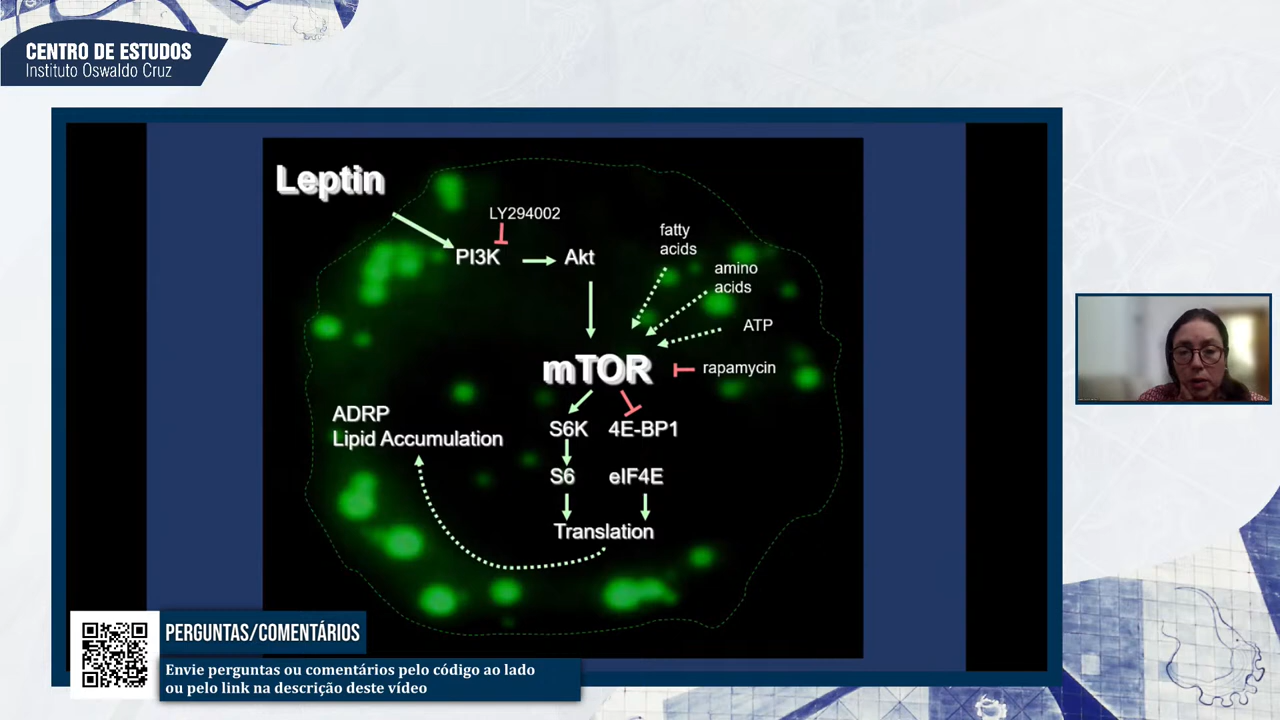 CENTRO DE ESTUDOS
Instituto Oswaldo Cruz
Leptin
LY294002
PI3K
Akt
fatty
acids
amino
acids
ATP
mTOR
rapamycin
ADRP
Lipid Accumulation
S6K
4E-BP1
S6
eIF4E
Translation
PERGUNTAS/COMENTÁRIOS
Envie perguntas ou comentários pelo código ao lado
ou pelo link na descrição deste vídeo